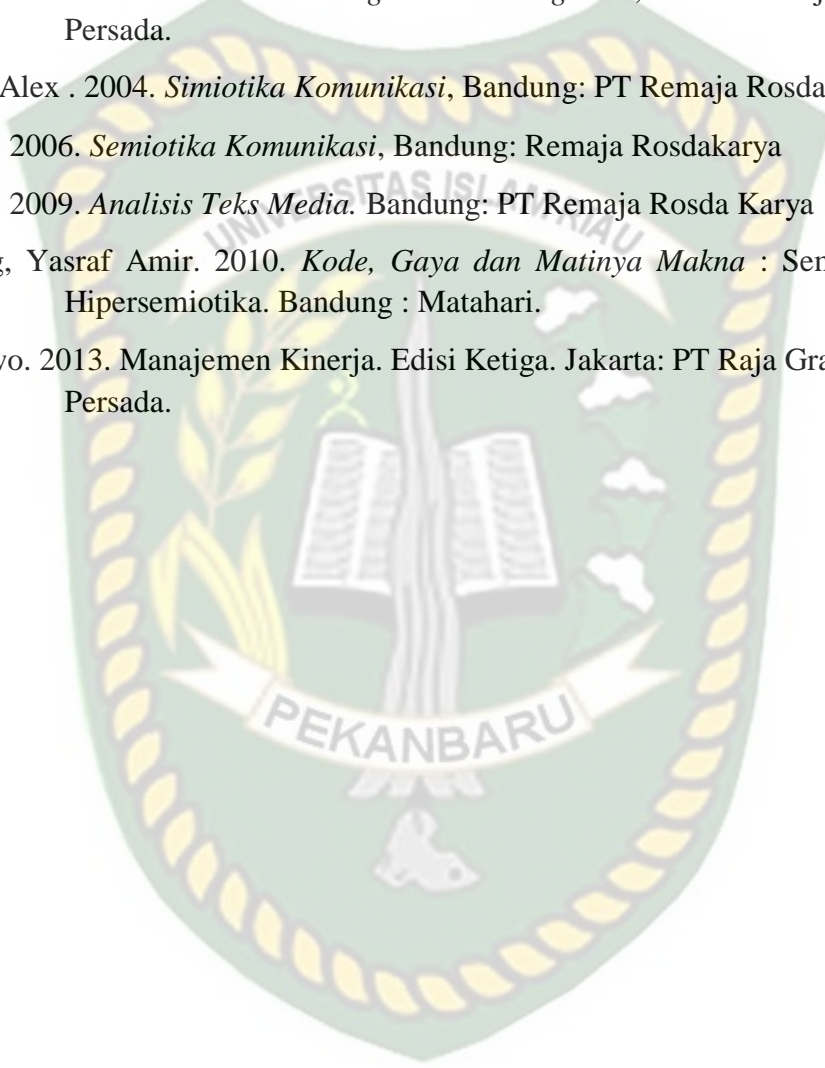 Persada.
Alex . 2004. Simiotika Komunikasi, Bandung: PT Remaja Rosda
2006. Semiotika Komunikasi, Bandung: Remaja Rosdakarya
2009. Analisis Teks Media. Bandung: PT Remaja Rosda Karya
UNIVERSITAS ISLAM RIAU
g, Yasraf Amir. 2010. Kode, Gaya dan Matinya Makna : Sem
Hipersemiotika. Bandung : Matahari.
yo. 2013. Manajemen Kinerja. Edisi Ketiga. Jakarta: PT Raja Gra
Persada.
PEKANBARU